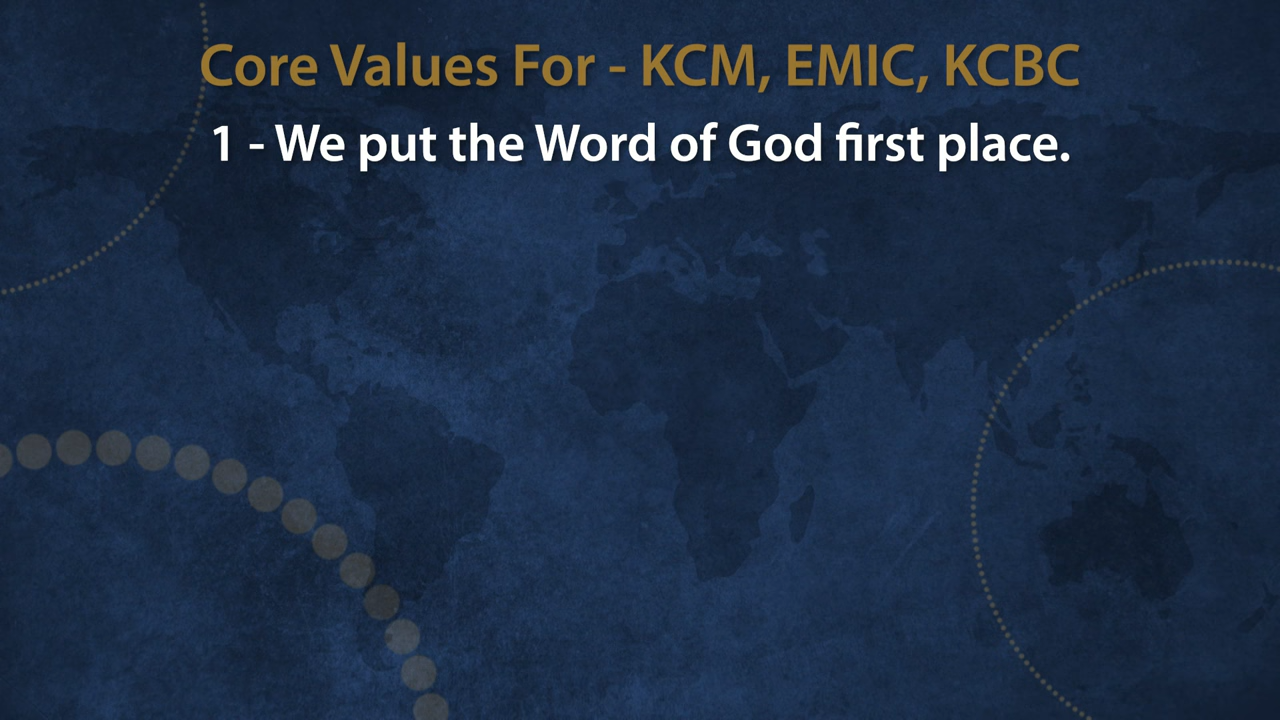 Core Values For - KCM, EMIC, KCBC
1 - We put the Word of God first place.